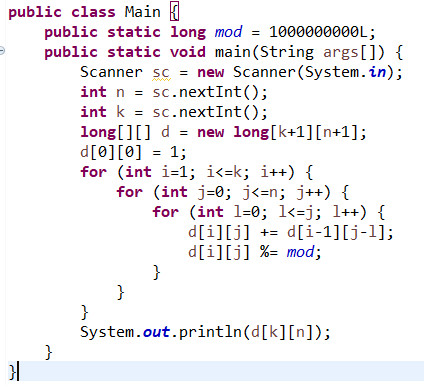 public class Main {
    public static long mod = 1000000000L;
    public static void main(String args[]) {
        Scanner sc = new Scanner(System.in);
        int n = sc.nextInt();
        int k = sc.nextInt();
        long[][] d = new long[k+1][n+1];
        d[0][0] = 1;
        for (int i=1; i<=k; i++) {
            for (int j=0; j<=n; j++) {
                for (int l=0; l<=j; l++) {
                    d[i][j] += d[i-1][j-l];
                    d[i][j] %= mod;
                }
            }
        }
        System.out.println(d[k][n]);
    }
}